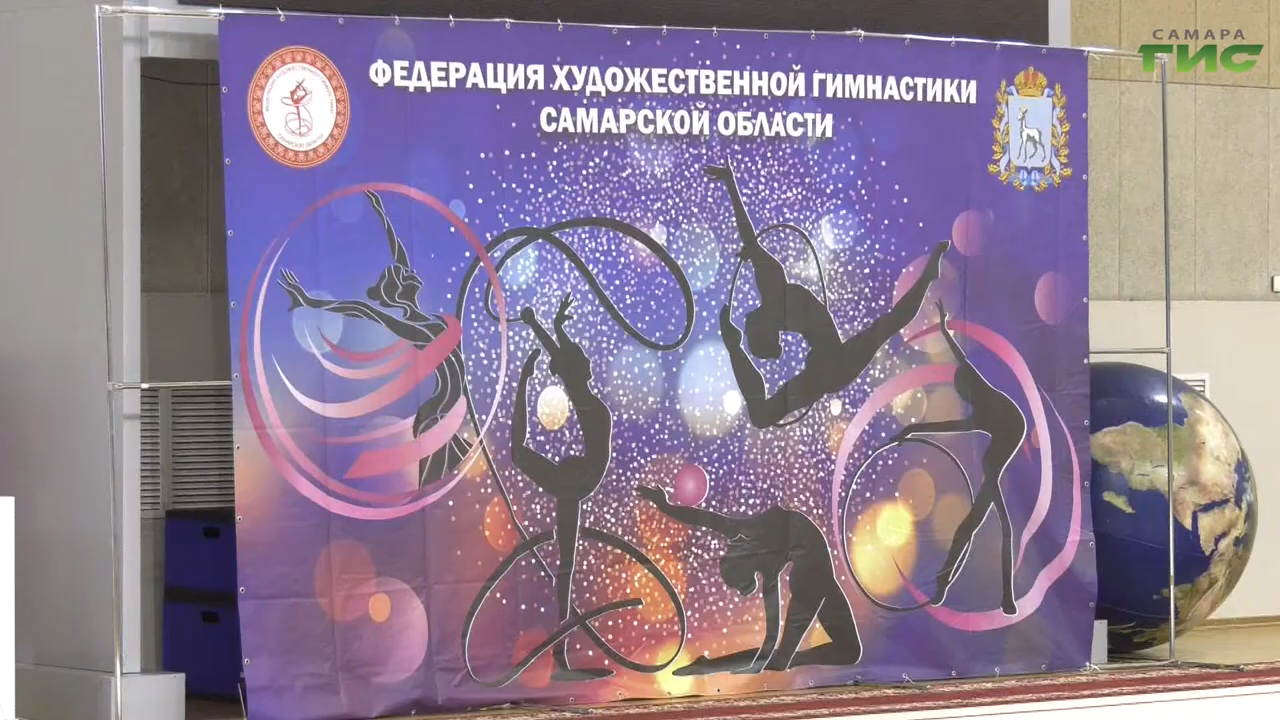 САМАРА
ГИС
ФЕДЕРАЦИЯ ХУДОЖЕСТВЕННОЙ ГИМНАСТИКИ
САМАРСКОЙ ОБЛАСТИ